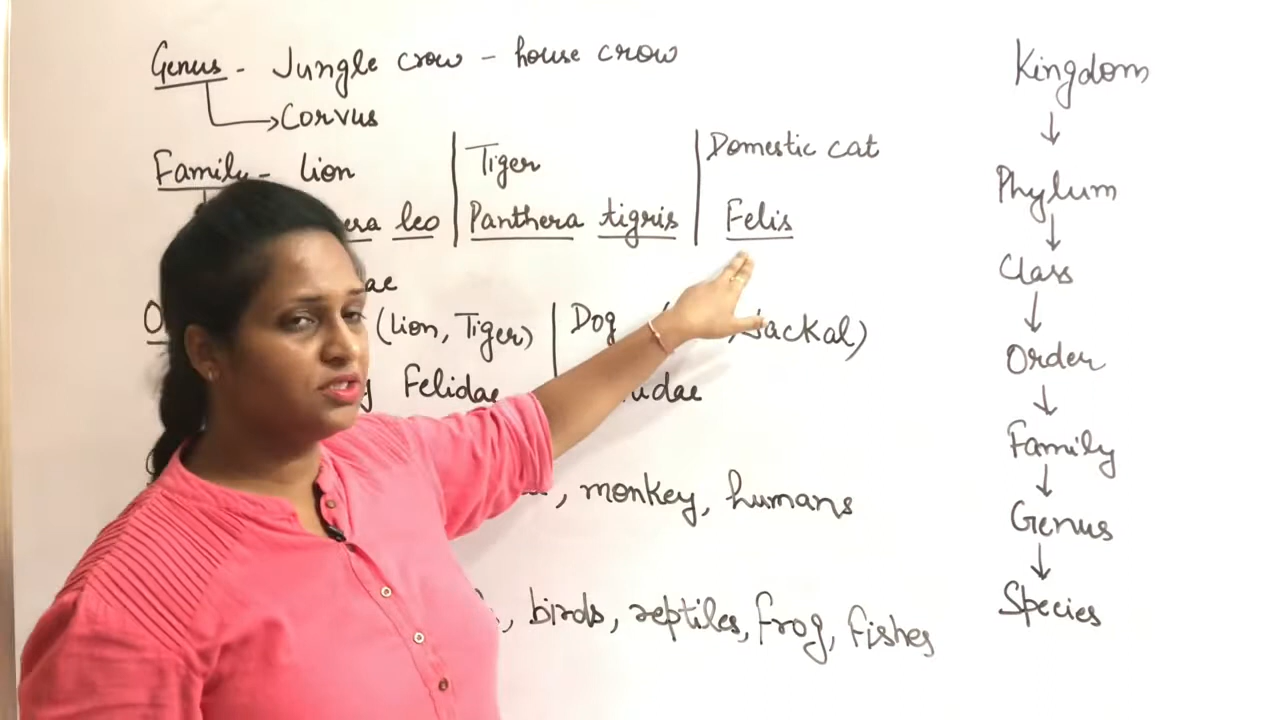 Genus - Jungle crow - house crow
Corvus
Family - lion | Tiger | Domestic cat
leo | Panthera tigris | Felis
(lion, Tiger) | Dog Jackal)
Felidae
, monkey, humans
, birds, reptiles, frog, fishes
Kingdom
↓
Phylum
↓
Class
↓
Order
↓
Family
↓
Genus
↓
Species